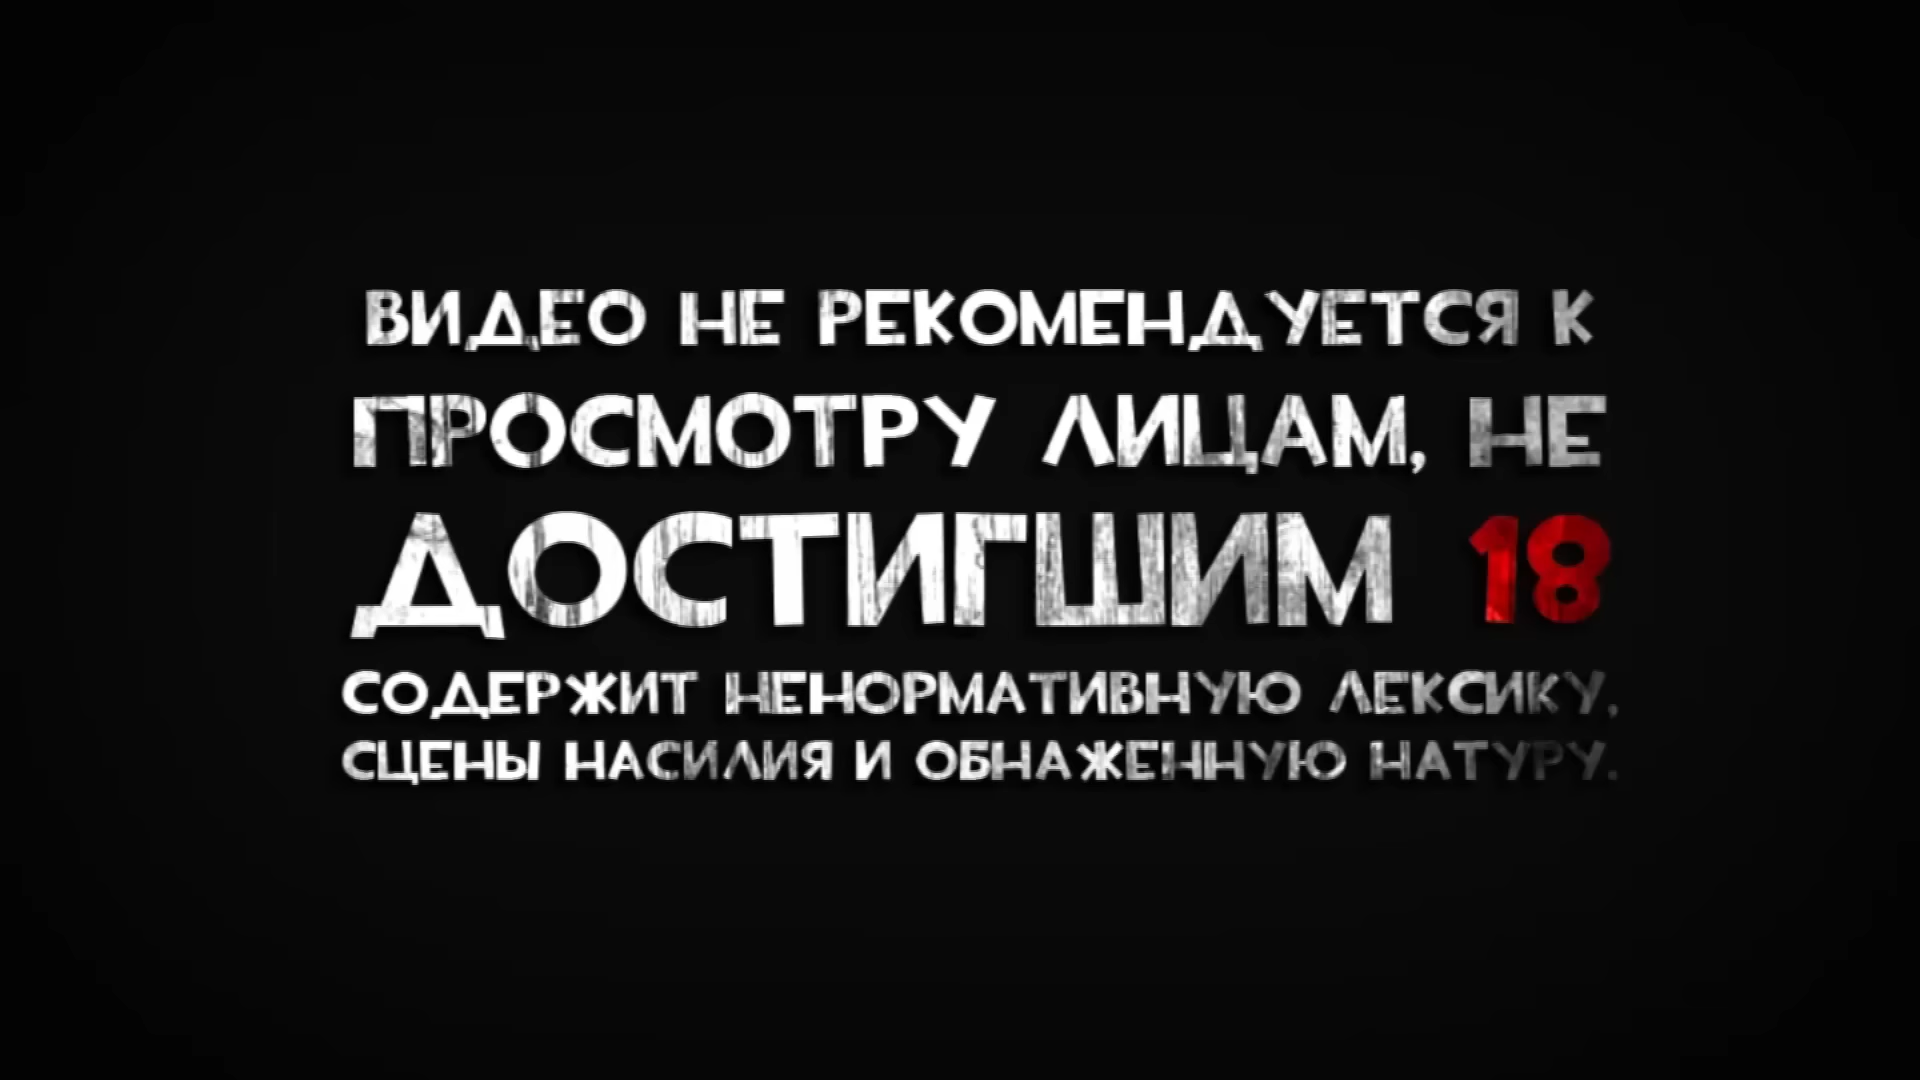 ВИДЕО НЕ РЕКОМЕНДУЕТСЯ К
ПРОСМОТРУ ЛИЦАМ, НЕ
ДОСТИГШИМ 18
СОДЕРЖИТ НЕНОРМАТИВНУЮ ЛЕКСИКУ,
СЦЕНЫ НАСИЛИЯ И ОБНАЖЕННУЮ НАТУРУ.